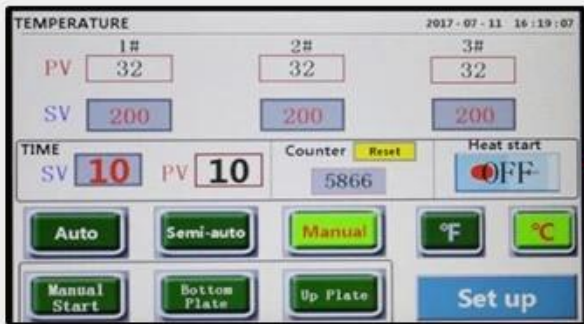 TEMPERATURE 2017-07-11 16:19:07
1# 2# 3#
PV 32 32 32
SV 200 200 200
TIME Counter Reset Heat start
SV 10 PV 10 5866 OFF
Auto Semi-auto Manual °F °C
Manual Start Bottom Plate Up Plate Set up